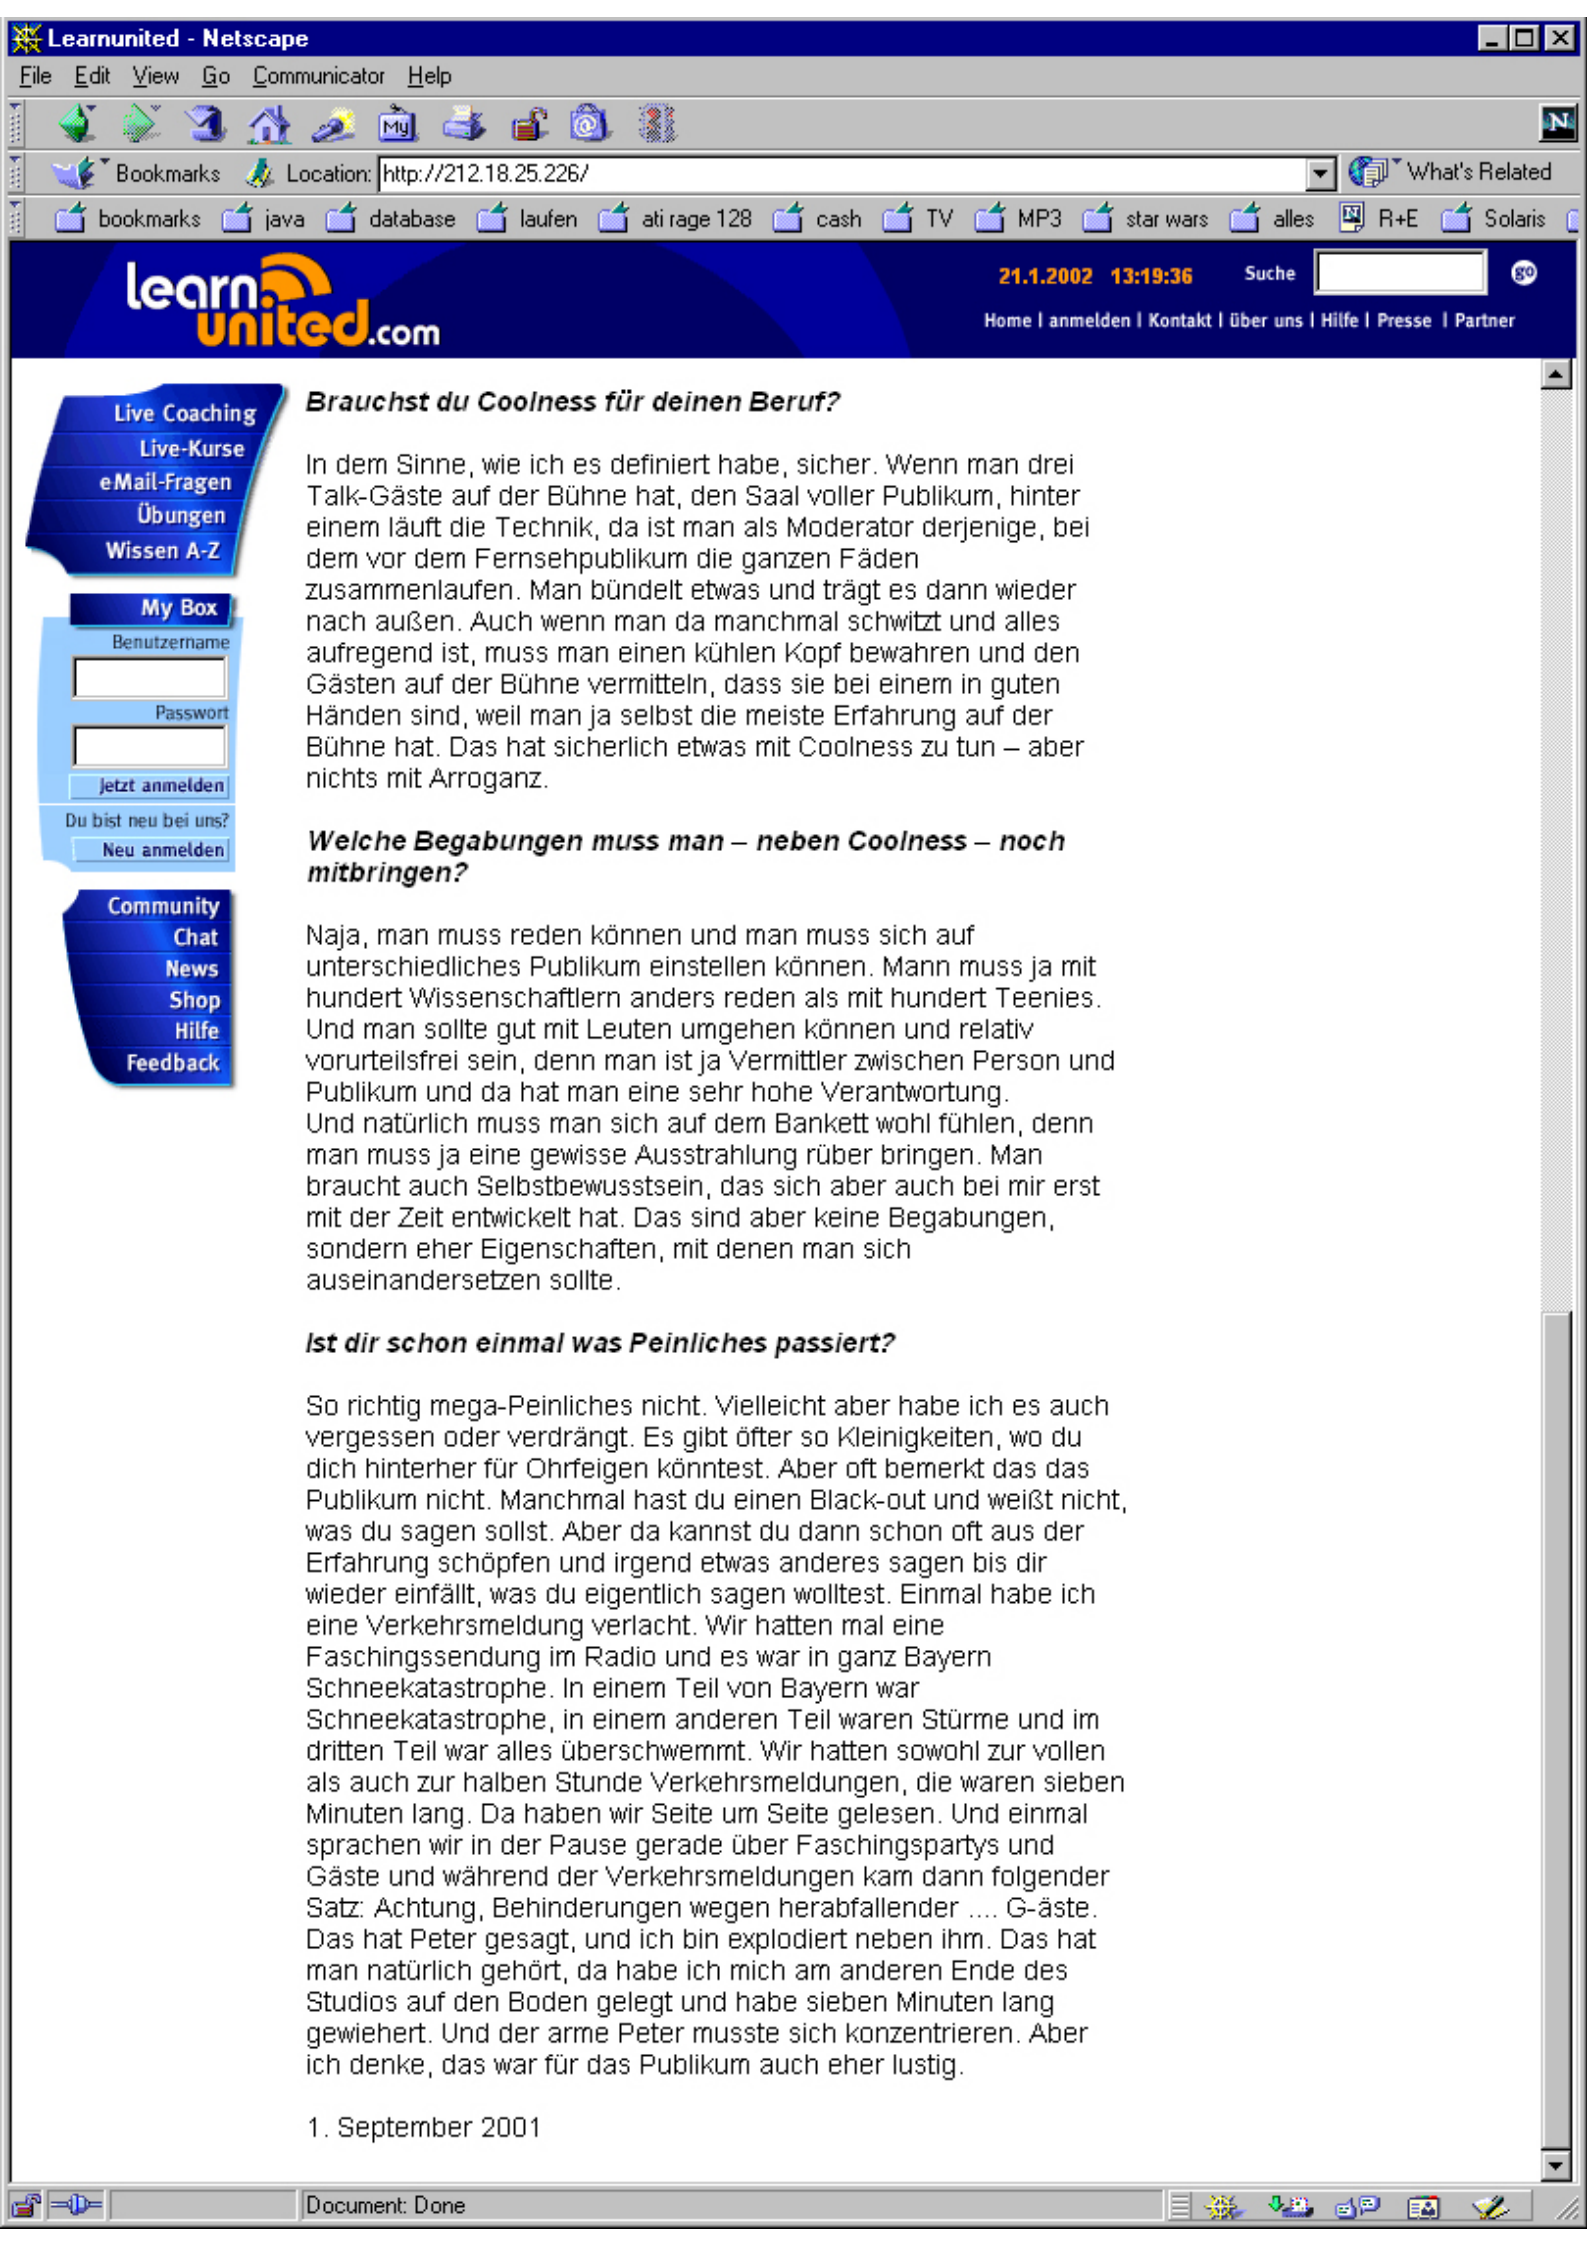 Learnunited - Netscape
File Edit View Go Communicator Help
My
N
Bookmarks Location: http://212.18.25.226/ What's Related
bookmarks java database laufen ati rage 128 cash TV MP3 star wars alles R+E Solaris
learn united.com
21.1.2002 13:19:36 Suche go
Home | anmelden | Kontakt | über uns | Hilfe | Presse | Partner
Live Coaching
Live-Kurse
eMail-Fragen
Übungen
Wissen A-Z
My Box
Benutzername
Passwort
Jetzt anmelden
Du bist neu bei uns?
Neu anmelden
Community
Chat
News
Shop
Hilfe
Feedback
Brauchst du Coolness für deinen Beruf?
In dem Sinne, wie ich es definiert habe, sicher. Wenn man drei
Talk-Gäste auf der Bühne hat, den Saal voller Publikum, hinter
einem läuft die Technik, da ist man als Moderator derjenige, bei
dem vor dem Fernsehpublikum die ganzen Fäden
zusammenlaufen. Man bündelt etwas und trägt es dann wieder
nach außen. Auch wenn man da manchmal schwitzt und alles
aufregend ist, muss man einen kühlen Kopf bewahren und den
Gästen auf der Bühne vermitteln, dass sie bei einem in guten
Händen sind, weil man ja selbst die meiste Erfahrung auf der
Bühne hat. Das hat sicherlich etwas mit Coolness zu tun – aber
nichts mit Arroganz.
Welche Begabungen muss man – neben Coolness – noch
mitbringen?
Naja, man muss reden können und man muss sich auf
unterschiedliches Publikum einstellen können. Mann muss ja mit
hundert Wissenschaftlern anders reden als mit hundert Teenies.
Und man sollte gut mit Leuten umgehen können und relativ
vorurteilsfrei sein, denn man ist ja Vermittler zwischen Person und
Publikum und da hat man eine sehr hohe Verantwortung.
Und natürlich muss man sich auf dem Bankett wohl fühlen, denn
man muss ja eine gewisse Ausstrahlung rüber bringen. Man
braucht auch Selbstbewusstsein, das sich aber auch bei mir erst
mit der Zeit entwickelt hat. Das sind aber keine Begabungen,
sondern eher Eigenschaften, mit denen man sich
auseinandersetzen sollte.
Ist dir schon einmal was Peinliches passiert?
So richtig mega-Peinliches nicht. Vielleicht aber habe ich es auch
vergessen oder verdrängt. Es gibt öfter so Kleinigkeiten, wo du
dich hinterher für Ohrfeigen könntest. Aber oft bemerkt das das
Publikum nicht. Manchmal hast du einen Black-out und weißt nicht,
was du sagen sollst. Aber da kannst du dann schon oft aus der
Erfahrung schöpfen und irgend etwas anderes sagen bis dir
wieder einfällt, was du eigentlich sagen wolltest. Einmal habe ich
eine Verkehrsmeldung verlacht. Wir hatten mal eine
Faschingssendung im Radio und es war in ganz Bayern
Schneekatastrophe. In einem Teil von Bayern war
Schneekatastrophe, in einem anderen Teil waren Stürme und im
dritten Teil war alles überschwemmt. Wir hatten sowohl zur vollen
als auch zur halben Stunde Verkehrsmeldungen, die waren sieben
Minuten lang. Da haben wir Seite um Seite gelesen. Und einmal
sprachen wir in der Pause gerade über Faschingspartys und
Gäste und während der Verkehrsmeldungen kam dann folgender
Satz: Achtung, Behinderungen wegen herabfallender .... G-äste.
Das hat Peter gesagt, und ich bin explodiert neben ihm. Das hat
man natürlich gehört, da habe ich mich am anderen Ende des
Studios auf den Boden gelegt und habe sieben Minuten lang
gewiehert. Und der arme Peter musste sich konzentrieren. Aber
ich denke, das war für das Publikum auch eher lustig.
1. September 2001
Document: Done